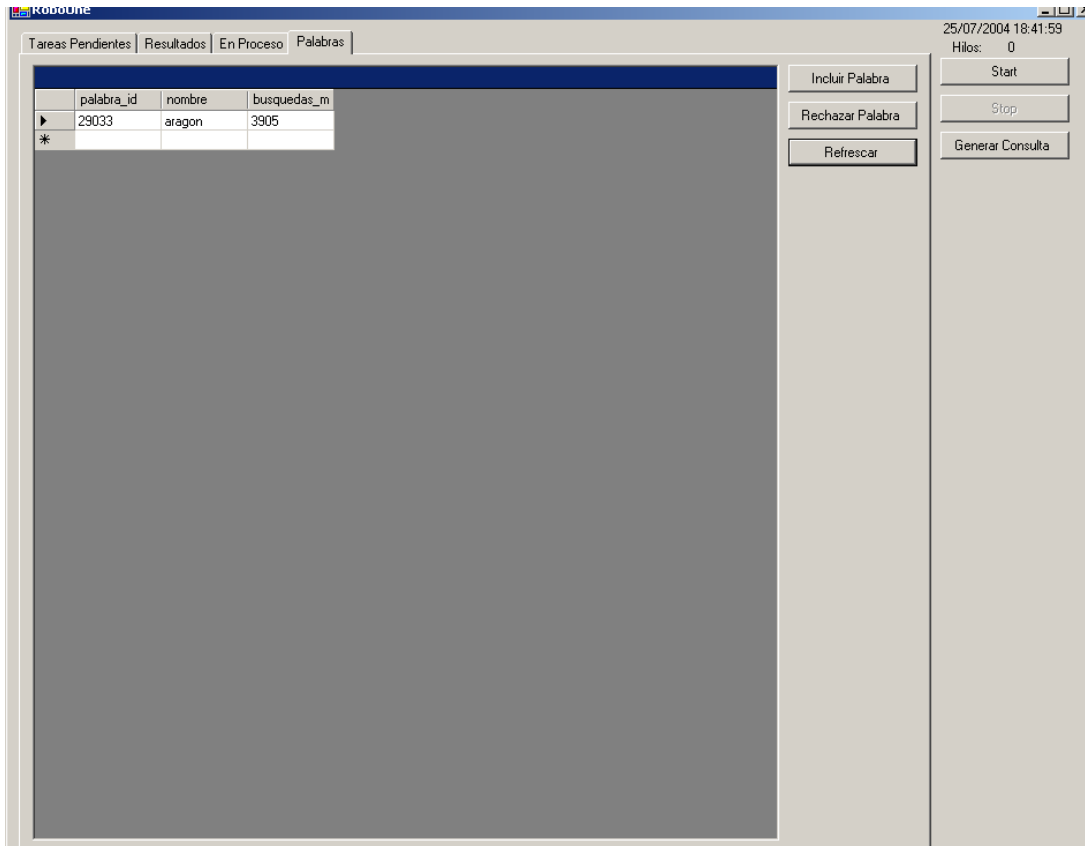 RoboOne
25/07/2004 18:41:59
Hilos: 0
Tareas Pendientes Resultados En Proceso Palabras
Incluir Palabra
Rechazar Palabra
Refrescar
Start
Stop
Generar Consulta
palabra_id nombre busquedas_m
29033 aragon 3905